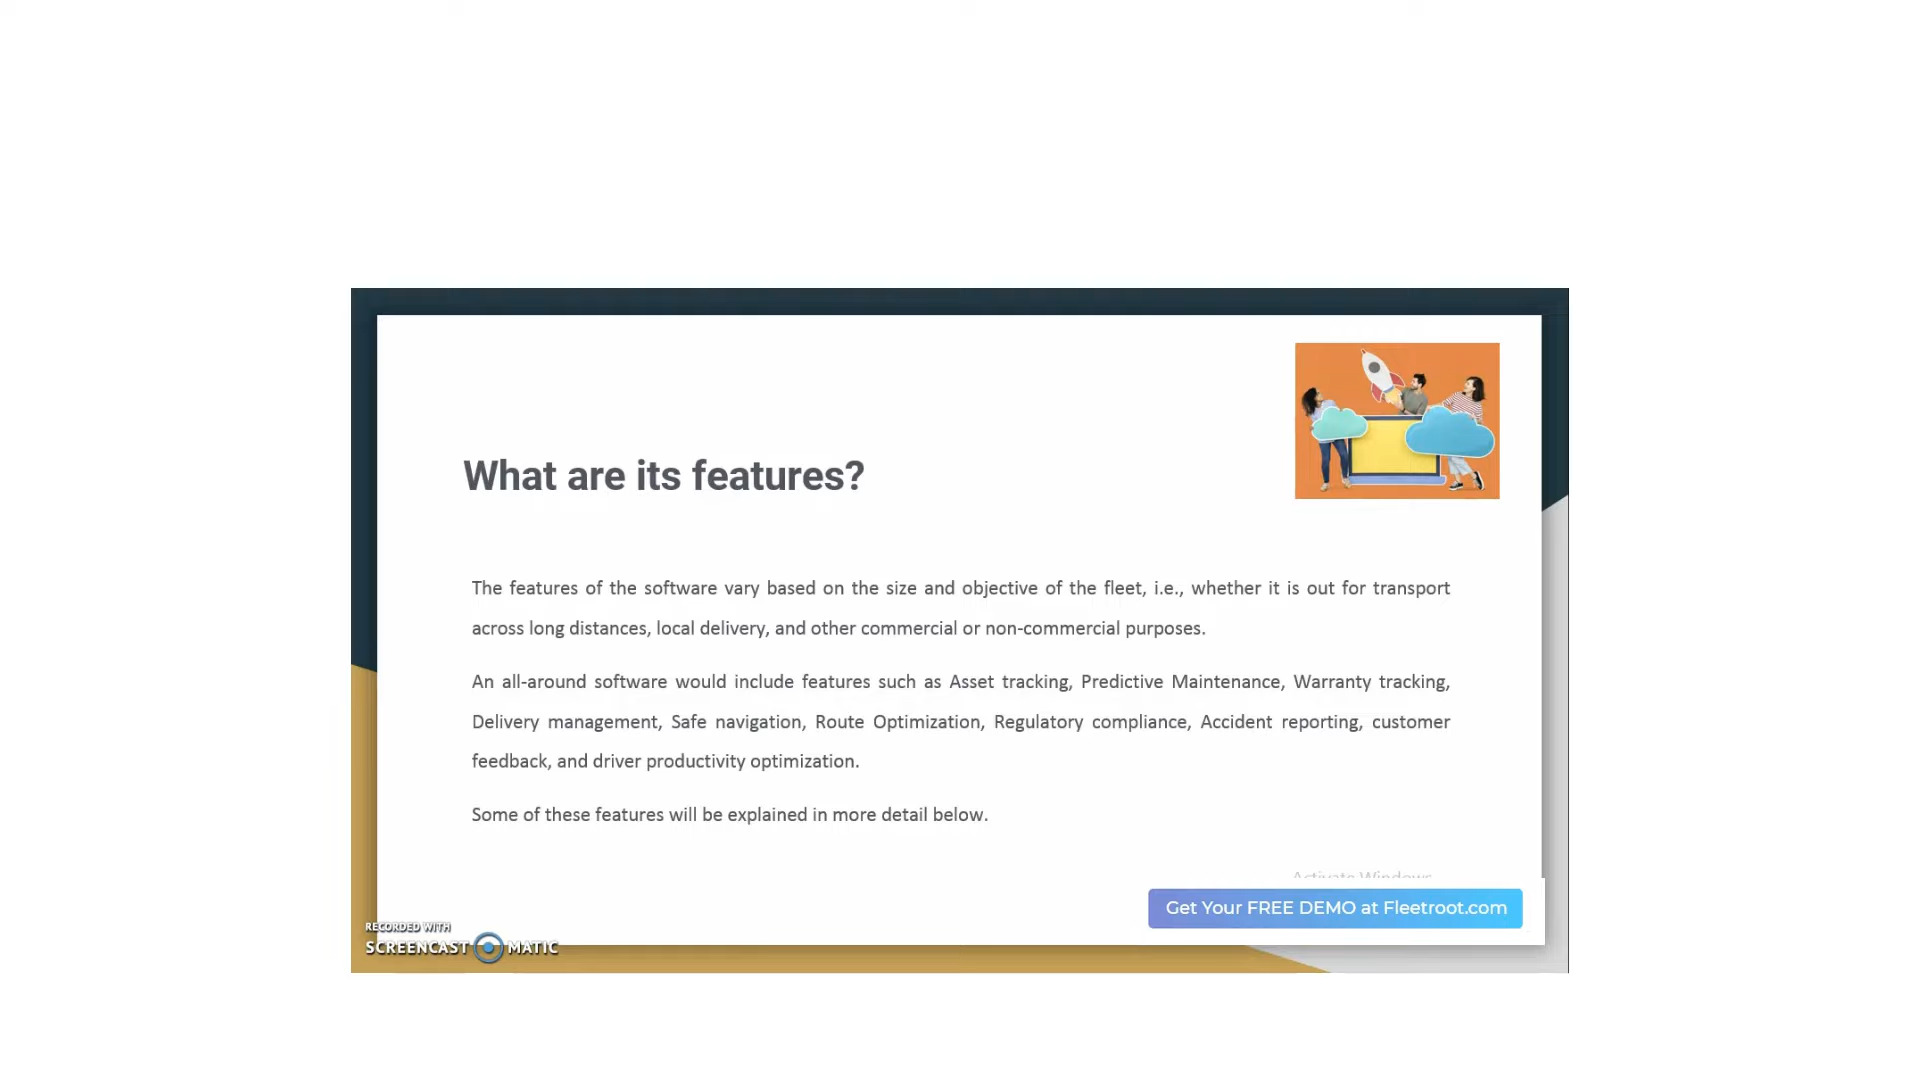 What are its features?
The features of the software vary based on the size and objective of the fleet, i.e., whether it is out for transport
across long distances, local delivery, and other commercial or non-commercial purposes.
An all-around software would include features such as Asset tracking, Predictive Maintenance, Warranty tracking,
Delivery management, Safe navigation, Route Optimization, Regulatory compliance, Accident reporting, customer
feedback, and driver productivity optimization.
Some of these features will be explained in more detail below.
Activate Windows
Get Your FREE DEMO at Fleetroot.com
RECORDED WITH
SCREENCAST MATIC